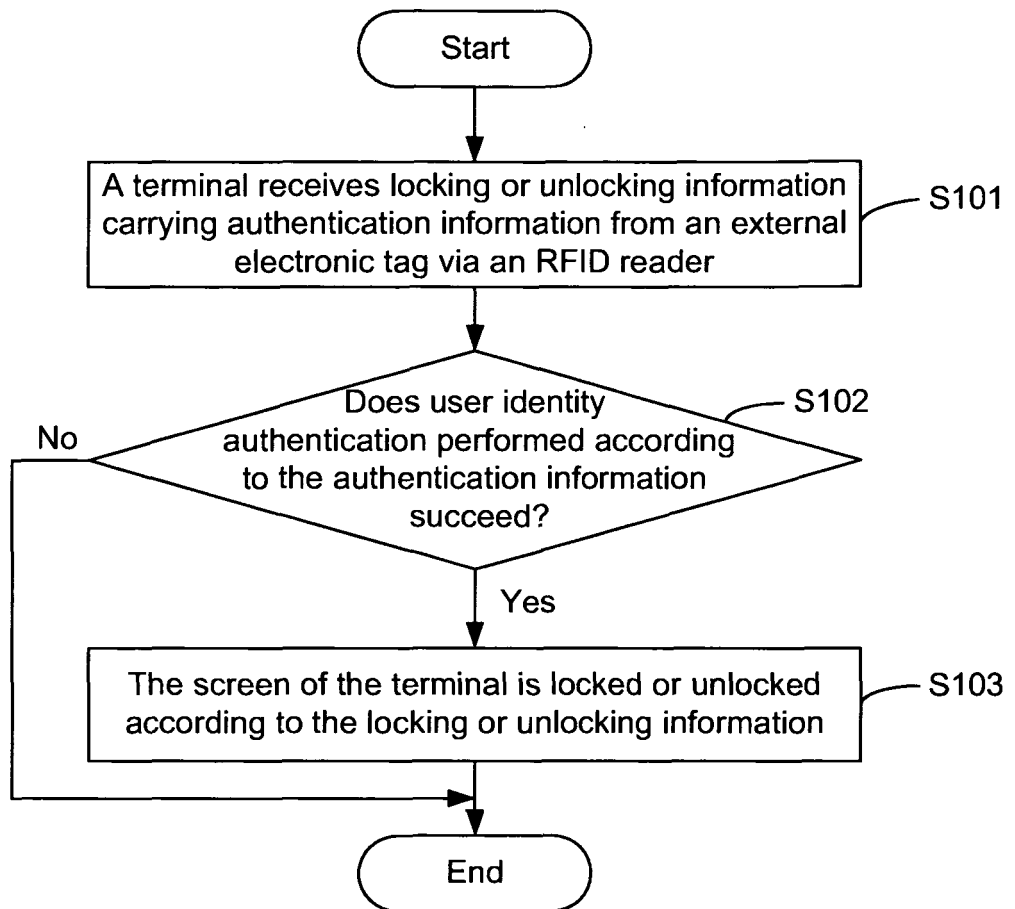 Start
A terminal receives locking or unlocking information
carrying authentication information from an external
electronic tag via an RFID reader
S101
Does user identity
authentication performed according
to the authentication information
succeed?
S102
No
Yes
The screen of the terminal is locked or unlocked
according to the locking or unlocking information
S103
End